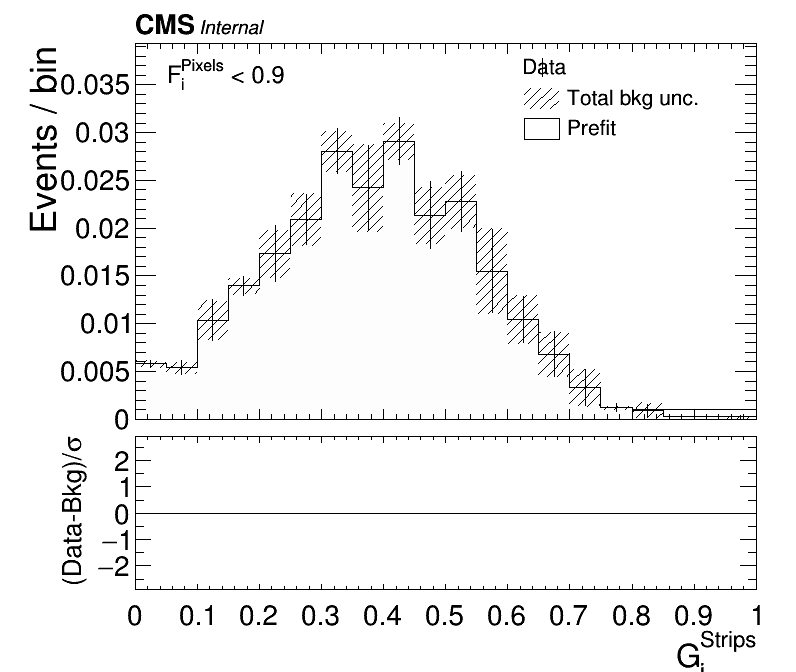 CMS Internal
F_i^Pixels < 0.9
Data
Total bkg unc.
Prefit
Events / bin
0.035
0.03
0.025
0.02
0.015
0.01
0.005
0
(Data-Bkg)/σ
2
1
0
−1
−2
0 0.1 0.2 0.3 0.4 0.5 0.6 0.7 0.8 0.9 1
G_i^Strips